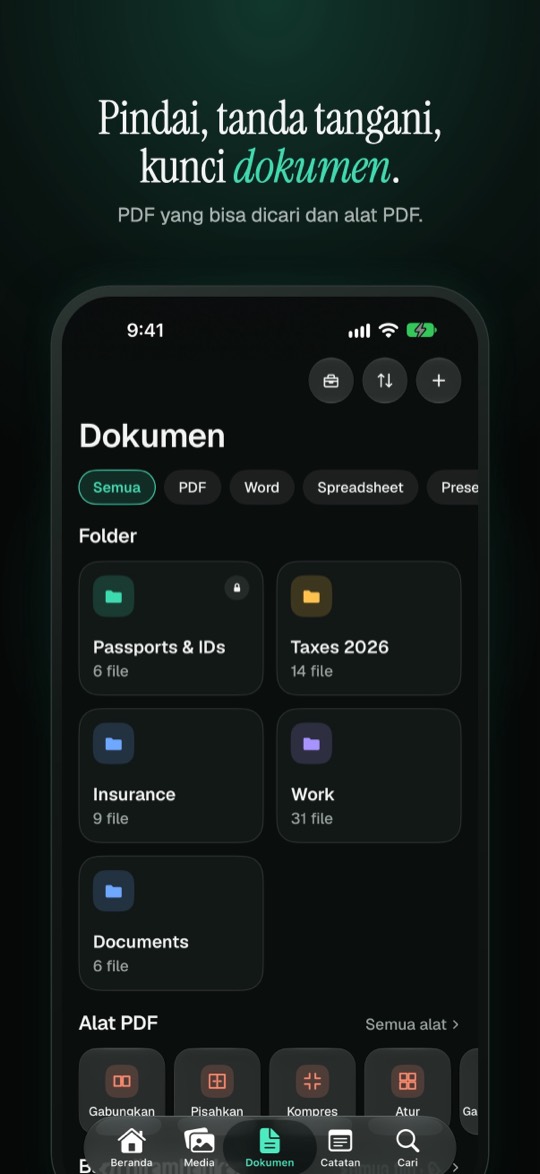 Pindai, tanda tangani,
kunci dokumen.
PDF yang bisa dicari dan alat PDF.
9:41
Dokumen
Semua PDF Word Spreadsheet Prese
Folder
Passports & IDs
6 file
Taxes 2026
14 file
Insurance
9 file
Work
31 file
Documents
6 file
Alat PDF Semua alat >
Gabungkan Pisahkan Kompres Atur Ga
Beranda Media Dokumen Catatan Cari